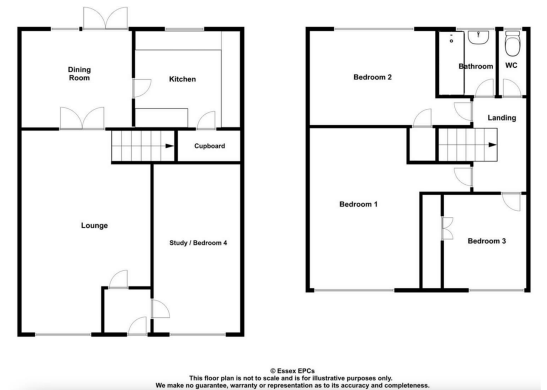 Dining
Room
Kitchen
Cupboard
Lounge
Study / Bedroom 4
Bedroom 2
Bathroom
WC
Landing
Bedroom 1
Bedroom 3
© Essex EPCs
This floor plan is not to scale and is for illustrative purposes only.
We make no guarantee, warranty or representation as to its accuracy and completeness.